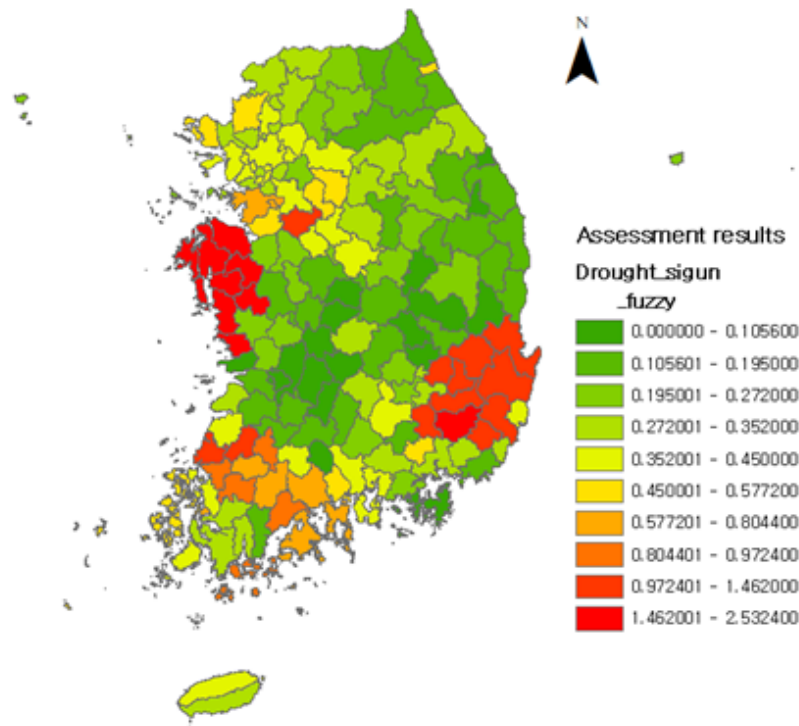 N
Assessment results
Drought_sigun
_fuzzy
0.000000 - 0.105600
0.105601 - 0.195000
0.195001 - 0.272000
0.272001 - 0.352000
0.352001 - 0.450000
0.450001 - 0.577200
0.577201 - 0.804400
0.804401 - 0.972400
0.972401 - 1.462000
1.462001 - 2.532400